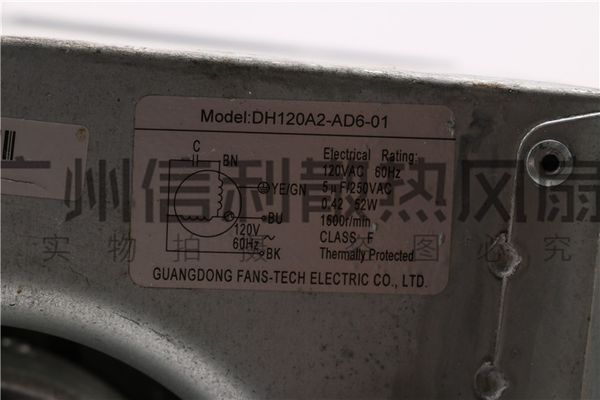 Model:DH120A2-AD6-01
C
BN
YE/GN
BU
120V
60Hz
BK
Electrical Rating:
120VAC 60Hz
5μF/250VAC
0.42 52W
1600r/min
CLASS F
Thermally Protected
GUANGDONG FANS-TECH ELECTRIC CO., LTD.
广州信利散热风扇
实物拍摄 盗图必究